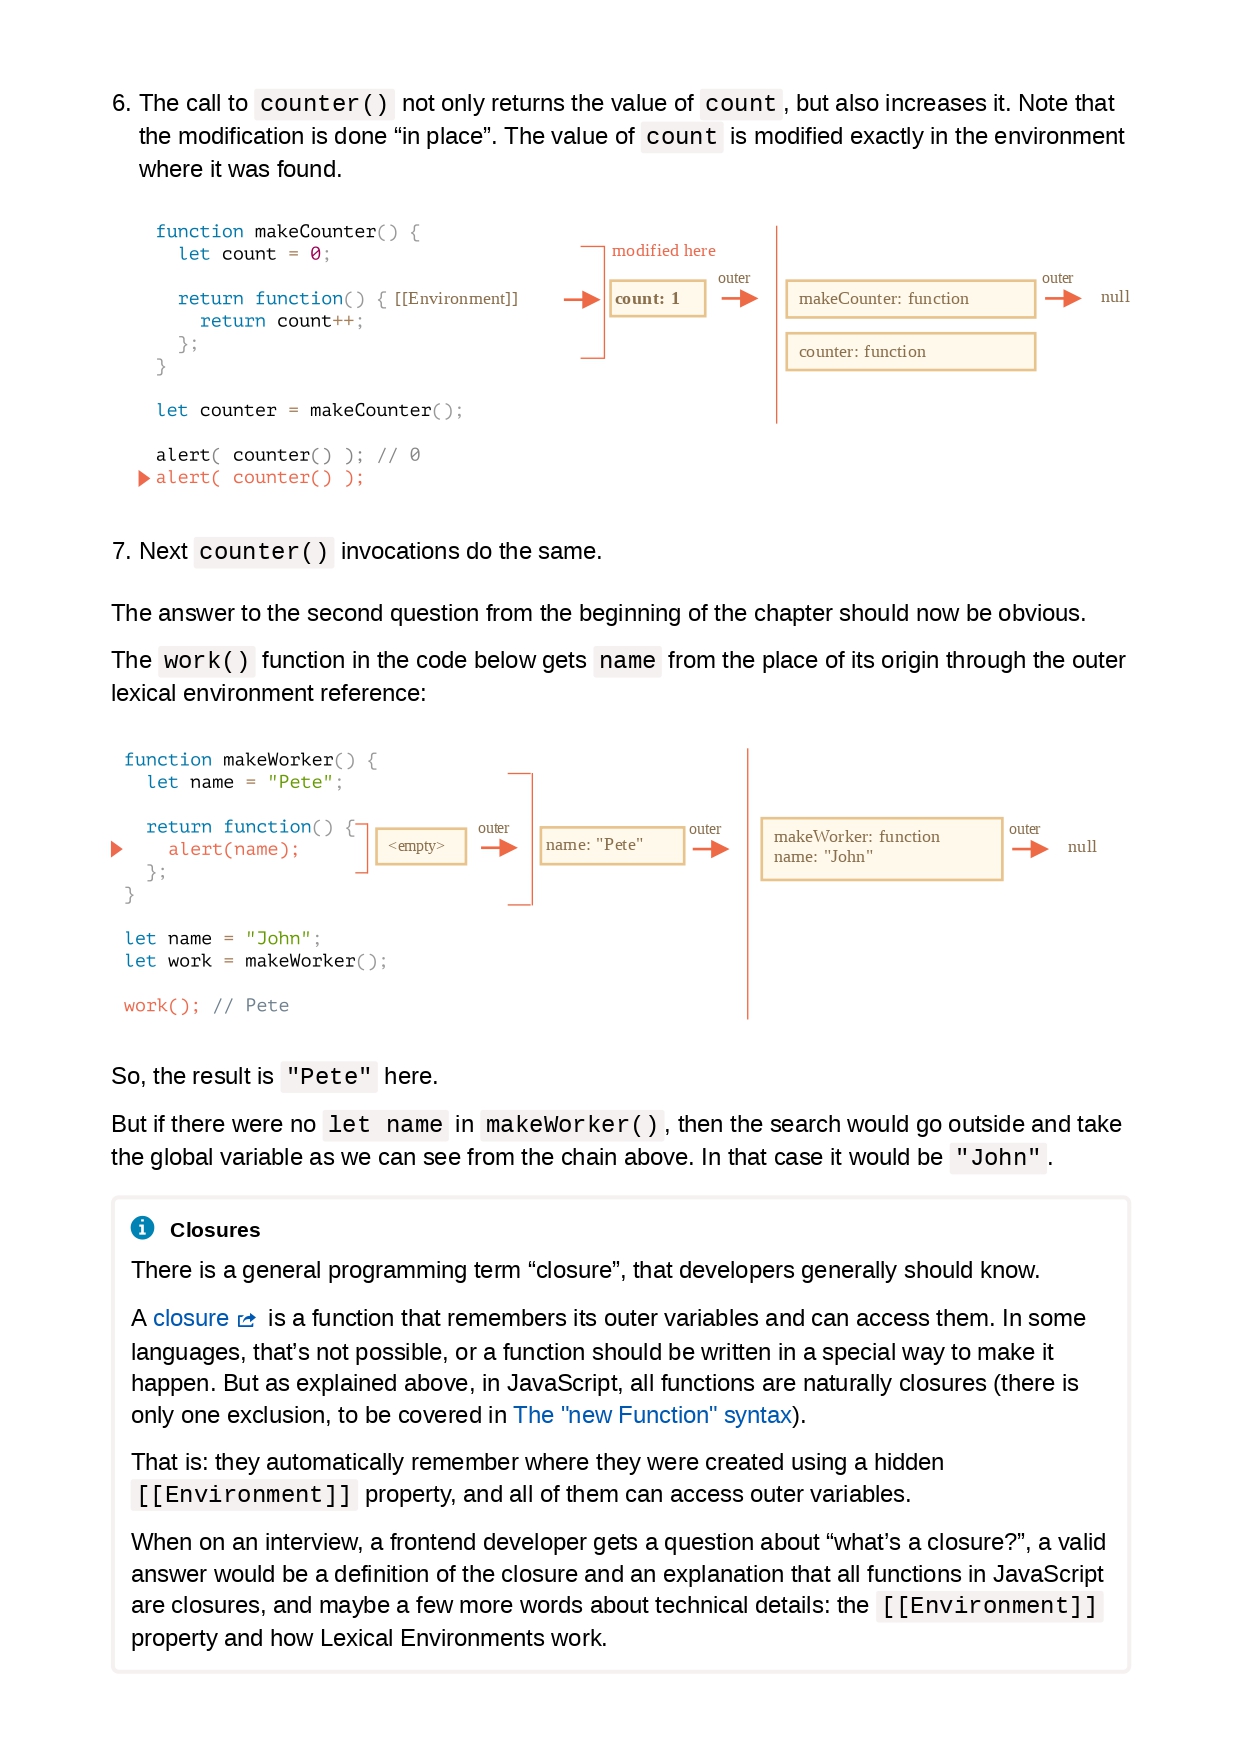 6. The call to counter() not only returns the value of count, but also increases it. Note that
the modification is done “in place”. The value of count is modified exactly in the environment
where it was found.
function makeCounter() {
let count = 0;
return function() { [[Environment]]
return count++;
};
}
let counter = makeCounter();
alert( counter() ); // 0
alert( counter() );
modified here
count: 1
outer
makeCounter: function
counter: function
outer
null
7. Next counter() invocations do the same.
The answer to the second question from the beginning of the chapter should now be obvious.
The work() function in the code below gets name from the place of its origin through the outer
lexical environment reference:
function makeWorker() {
let name = "Pete";
return function() {
alert(name);
};
}
let name = "John";
let work = makeWorker();
work(); // Pete
<empty>
outer
name: "Pete"
outer
makeWorker: function
name: "John"
outer
null
So, the result is "Pete" here.
But if there were no let name in makeWorker(), then the search would go outside and take
the global variable as we can see from the chain above. In that case it would be "John".
Closures
There is a general programming term “closure”, that developers generally should know.
A closure is a function that remembers its outer variables and can access them. In some
languages, that’s not possible, or a function should be written in a special way to make it
happen. But as explained above, in JavaScript, all functions are naturally closures (there is
only one exclusion, to be covered in The "new Function" syntax).
That is: they automatically remember where they were created using a hidden
[[Environment]] property, and all of them can access outer variables.
When on an interview, a frontend developer gets a question about “what’s a closure?”, a valid
answer would be a definition of the closure and an explanation that all functions in JavaScript
are closures, and maybe a few more words about technical details: the [[Environment]]
property and how Lexical Environments work.